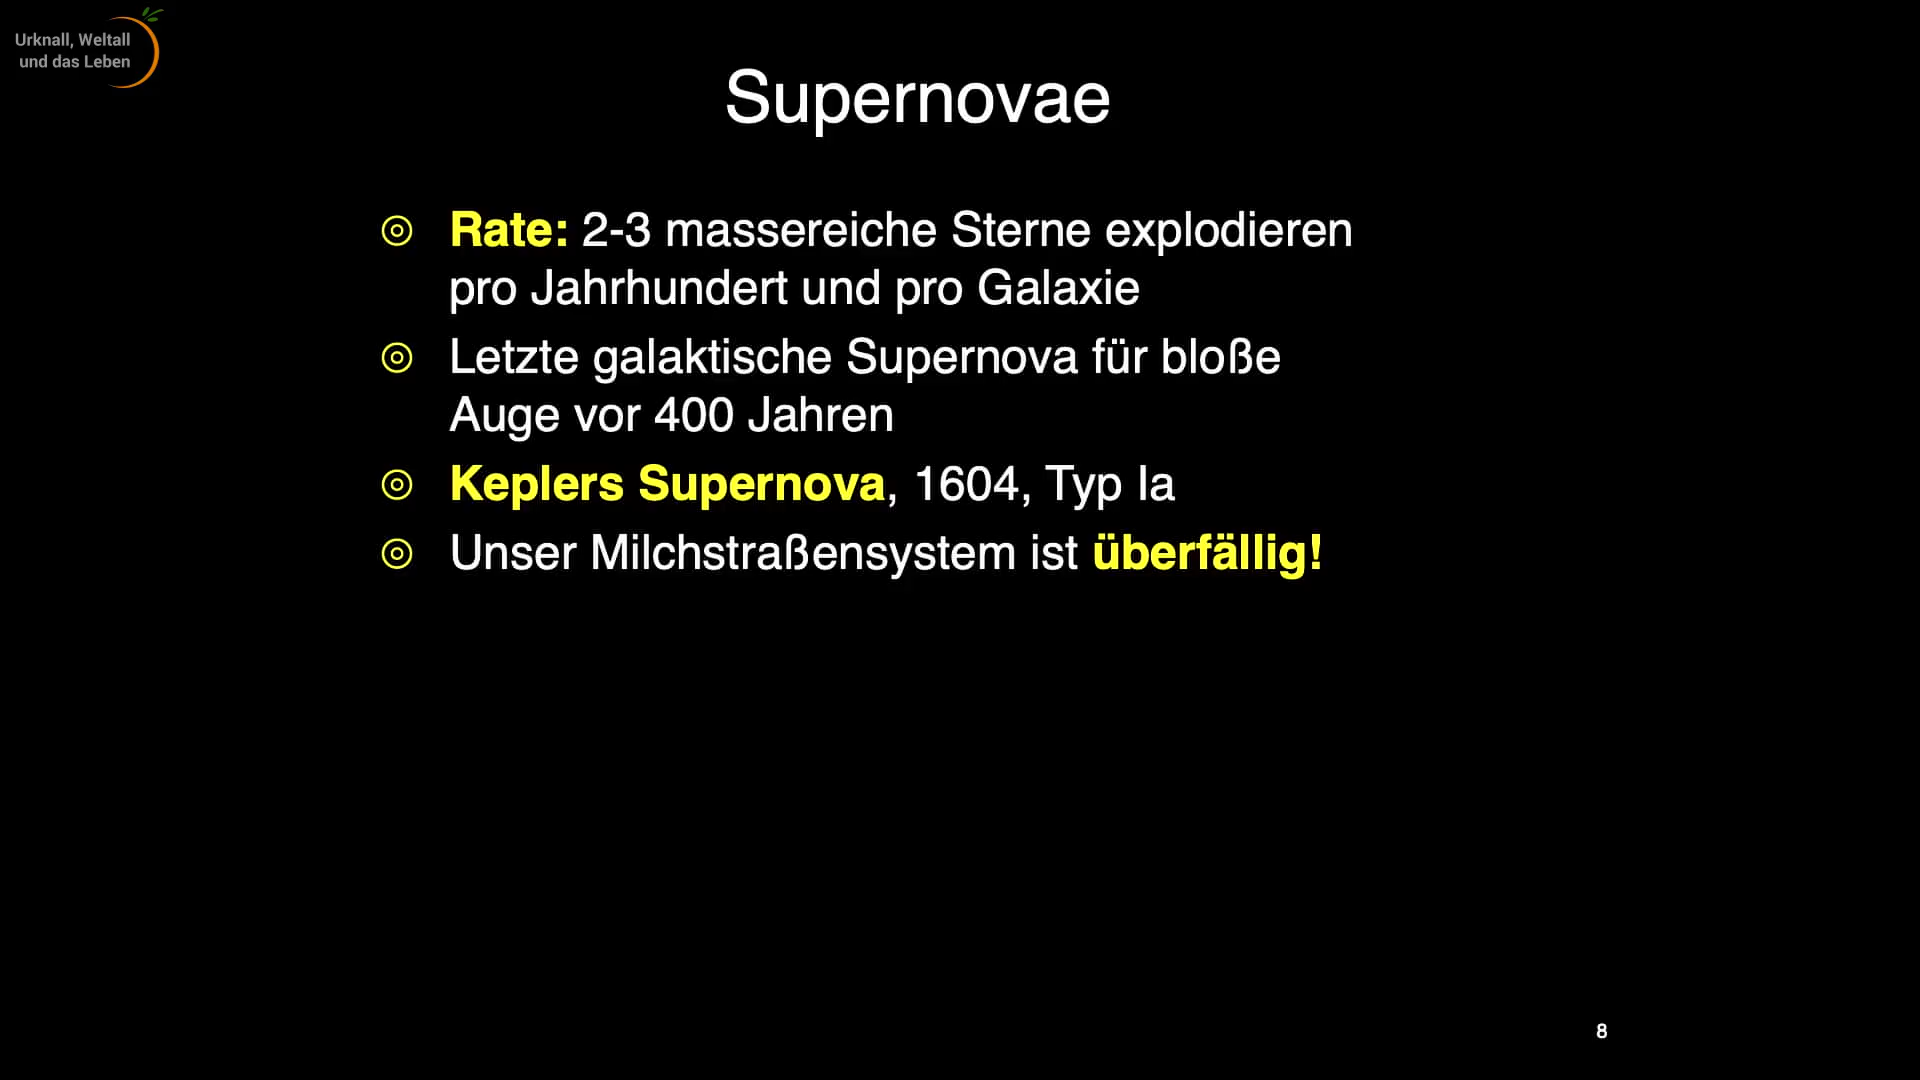 Urknall, Weltall
und das Leben
Supernovae
Rate: 2-3 massereiche Sterne explodieren
pro Jahrhundert und pro Galaxie
Letzte galaktische Supernova für bloße
Auge vor 400 Jahren
Keplers Supernova, 1604, Typ Ia
Unser Milchstraßensystem ist überfällig!
8